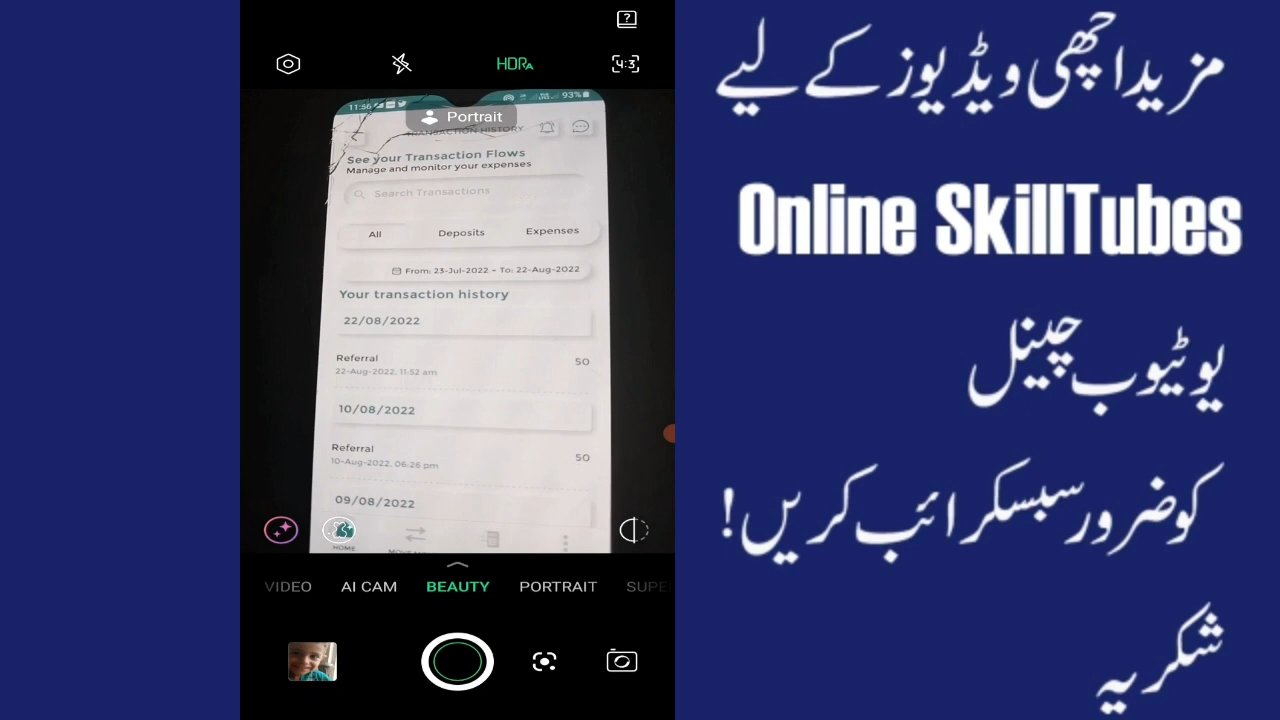 HDRA
4:3
11:56
93%
Portrait
TRANSACTION HISTORY
See your Transaction Flows
Manage and monitor your expenses
Search Transactions
All Deposits Expenses
From: 23-Jul-2022 - To: 22-Aug-2022
Your transaction history
22/08/2022
Referral 50
22-Aug-2022, 11:52 am
10/08/2022
Referral 50
10-Aug-2022, 06:26 pm
09/08/2022
HOME
VIDEO AI CAM BEAUTY PORTRAIT
مزید اچھی ویڈیوز کے لیے
Online SkillTubes
یوٹیوب چینل
کو ضرور سبسکرائب کریں!
شکریہ